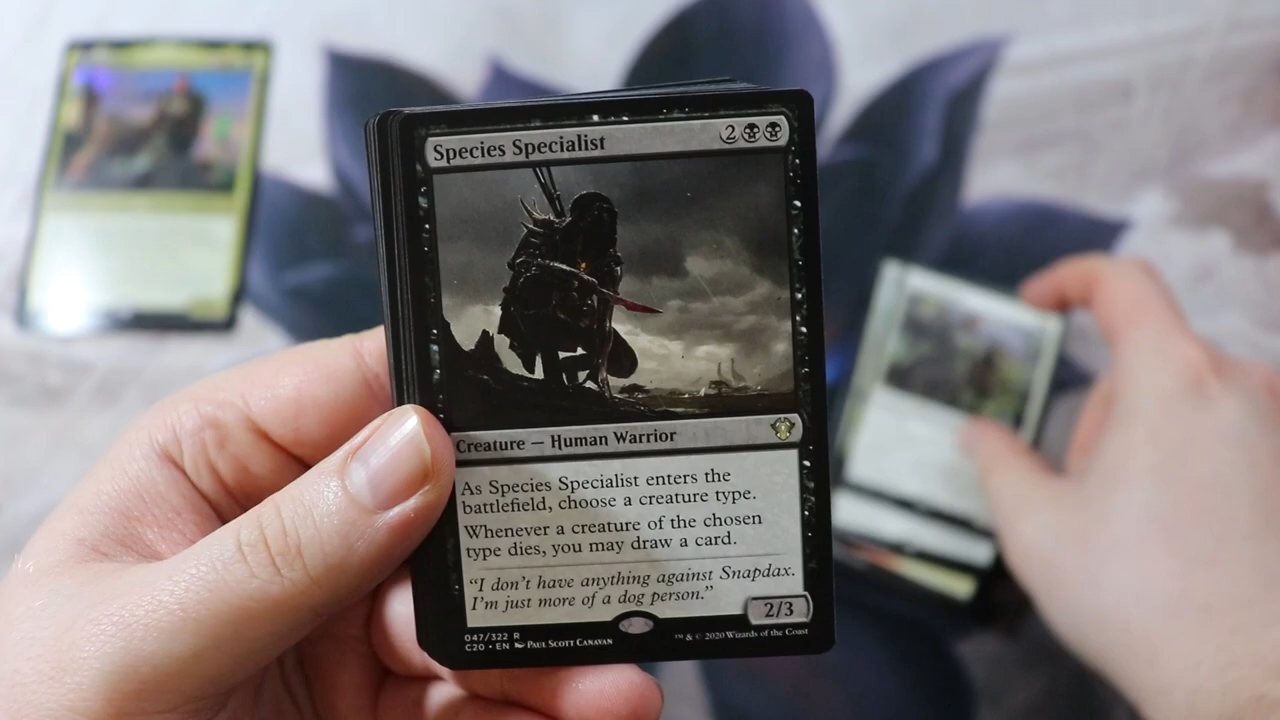 Species Specialist 2
Creature — Human Warrior
As Species Specialist enters the
battlefield, choose a creature type.
Whenever a creature of the chosen
type dies, you may draw a card.
“I don’t have anything against Snapdax.
I’m just more of a dog person.”
2/3
047/322 R
C20 • EN Paul Scott Canavan
™ & © 2020 Wizards of the Coast